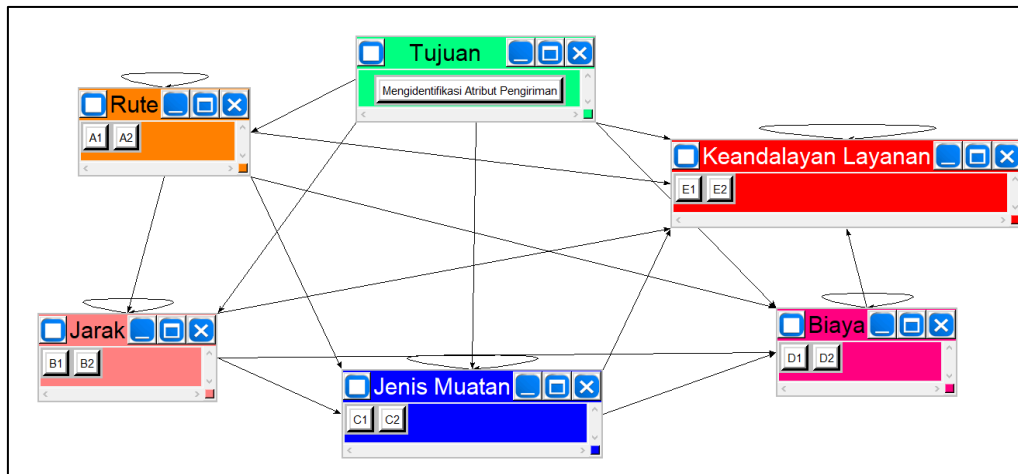 Tujuan
Mengidentifikasi Atribut Pengiriman
Rute
A1 A2
Keandalayan Layanan
E1 E2
Jarak
B1 B2
Jenis Muatan
C1 C2
Biaya
D1 D2